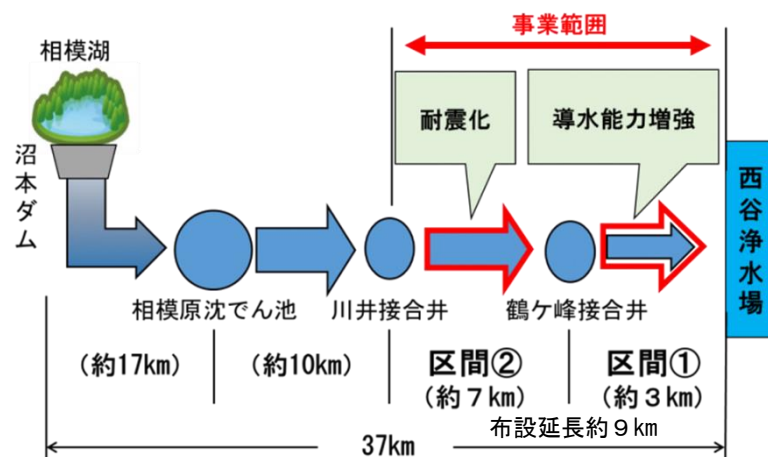 事業範囲
相模湖
耐震化
導水能力増強
沼本ダム
西谷浄水場
相模原沈でん池
川井接合井
鶴ケ峰接合井
(約17km)
(約10km)
区間②
(約７km)
区間①
(約３km)
布設延長約９km
37km